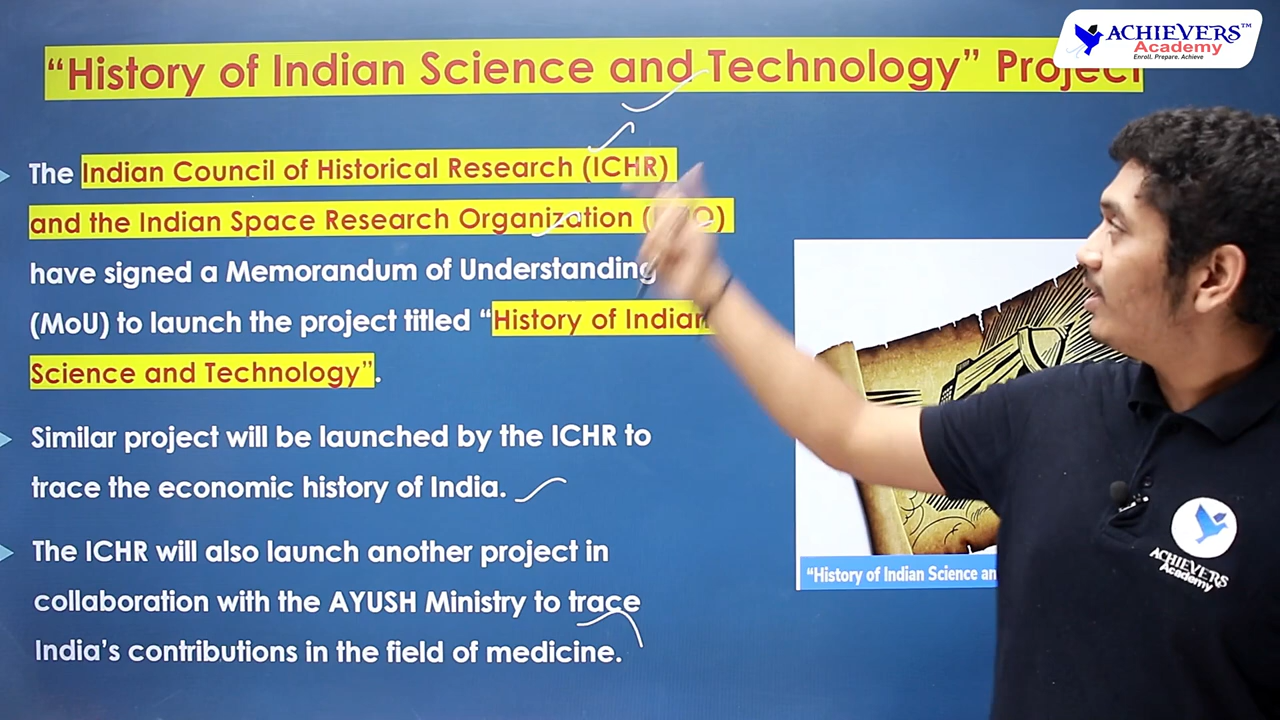 ACHIEVERS™
Academy
Enroll. Prepare. Achieve
“History of Indian Science and Technology” Project
The Indian Council of Historical Research (ICHR)
and the Indian Space Research Organization (
have signed a Memorandum of Understanding
(MoU) to launch the project titled “History of Indian
Science and Technology”.
Similar project will be launched by the ICHR to
trace the economic history of India.
The ICHR will also launch another project in
collaboration with the AYUSH Ministry to trace
India’s contributions in the field of medicine.
“History of Indian Science an
ACHIEVERS
Academy